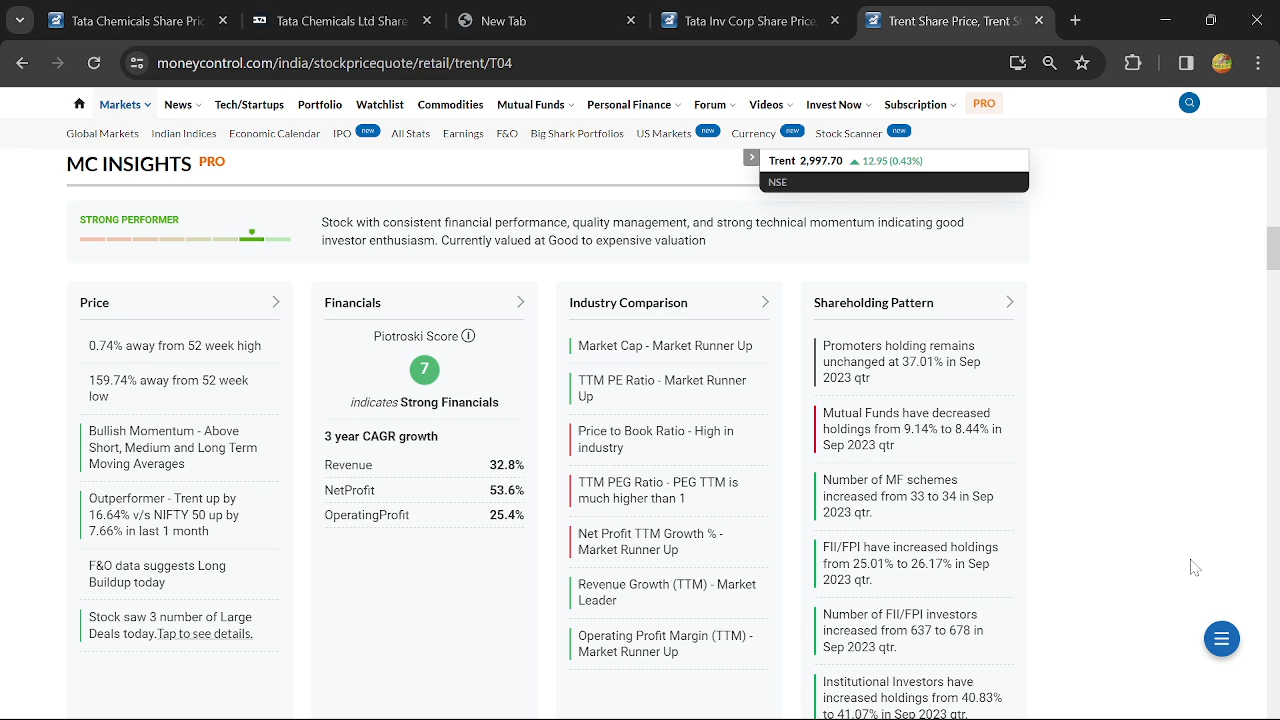 Tata Chemicals Ltd Pric
Tata Chemicals Ltd Share
New Tab
Tata Inv Corp Share Price,
Trent Share Price, Trent S
moneycontrol.com/india/stockpricequote/retail/trent/T04
Markets News Tech/Startups Portfolio Watchlist Commodities Mutual Funds Personal Finance Forum Videos Invest Now Subscription PRO
Global Markets Indian Indices Economic Calendar IPO new All Stats Earnings F&O Big Shark Portfolios US Markets new Currency new Stock Scanner new
MC INSIGHTS PRO
Trent 2,997.70 12.95 (0.43%)
NSE
STRONG PERFORMER
Stock with consistent financial performance, quality management, and strong technical momentum indicating good
investor enthusiasm. Currently valued at Good to expensive valuation
Price
0.74% away from 52 week high
159.74% away from 52 week
low
Bullish Momentum - Above
Short, Medium and Long Term
Moving Averages
Outperformer - Trent up by
16.64% v/s NIFTY 50 up by
7.66% in last 1 month
F&O data suggests Long
Buildup today
Stock saw 3 number of Large
Deals today.Tap to see details.
Financials
Piotroski Score i
7
indicates Strong Financials
3 year CAGR growth
Revenue 32.8%
NetProfit 53.6%
OperatingProfit 25.4%
Industry Comparison
Market Cap - Market Runner Up
TTM PE Ratio - Market Runner
Up
Price to Book Ratio - High in
industry
TTM PEG Ratio - PEG TTM is
much higher than 1
Net Profit TTM Growth % -
Market Runner Up
Revenue Growth (TTM) - Market
Leader
Operating Profit Margin (TTM) -
Market Runner Up
Shareholding Pattern
Promoters holding remains
unchanged at 37.01% in Sep
2023 qtr
Mutual Funds have decreased
holdings from 9.14% to 8.44% in
Sep 2023 qtr
Number of MF schemes
increased from 33 to 34 in Sep
2023 qtr.
FII/FPI have increased holdings
from 25.01% to 26.17% in Sep
2023 qtr.
Number of FII/FPI investors
increased from 637 to 678 in
Sep 2023 qtr.
Institutional Investors have
increased holdings from 40.83%
to 41.07% in Sep 2023 qtr.